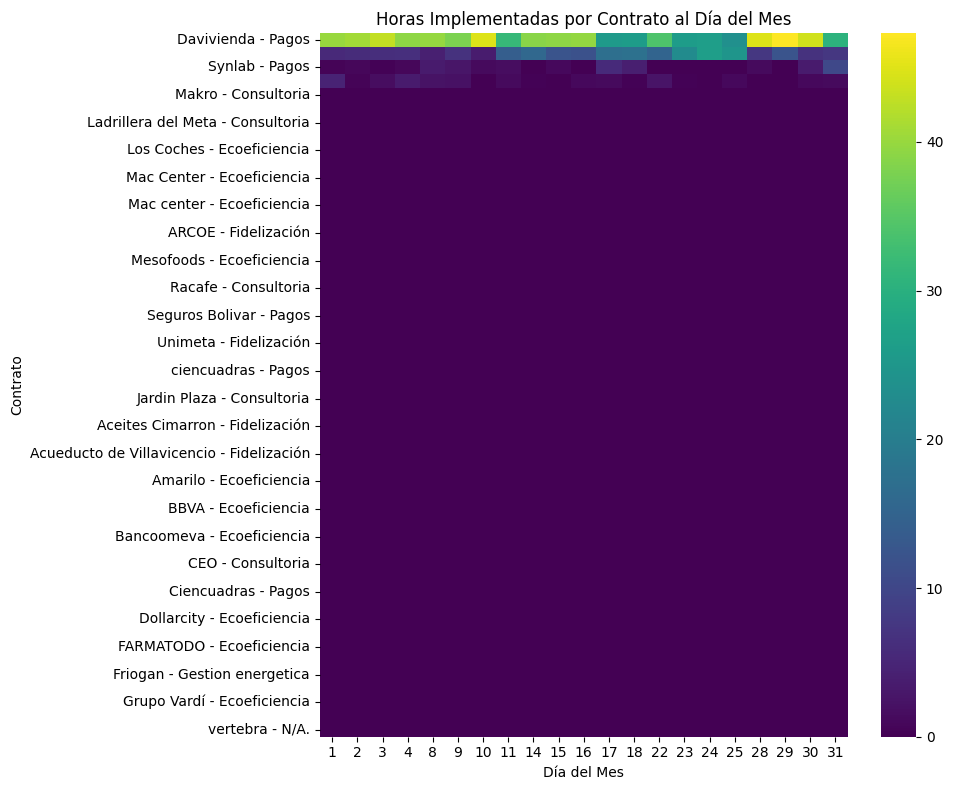 Horas Implementadas por Contrato al Día del Mes
Davivienda - Pagos
Synlab - Pagos
Makro - Consultoria
Ladrillera del Meta - Consultoria
Los Coches - Ecoeficiencia
Mac Center - Ecoeficiencia
Mac center - Ecoeficiencia
ARCOE - Fidelización
Mesofoods - Ecoeficiencia
Racafe - Consultoria
Seguros Bolivar - Pagos
Unimeta - Fidelización
ciencuadras - Pagos
Jardin Plaza - Consultoria
Aceites Cimarron - Fidelización
Acueducto de Villavicencio - Fidelización
Amarilo - Ecoeficiencia
BBVA - Ecoeficiencia
Bancoomeva - Ecoeficiencia
CEO - Consultoria
Ciencuadras - Pagos
Dollarcity - Ecoeficiencia
FARMATODO - Ecoeficiencia
Friogan - Gestion energetica
Grupo Vardí - Ecoeficiencia
vertebra - N/A.
Contrato
1 2 3 4 8 9 10 11 14 15 16 17 18 22 23 24 25 28 29 30 31
Día del Mes
40
30
20
10
0